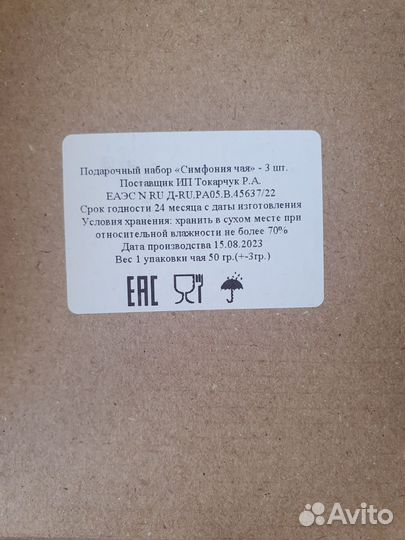 Подарочный набор «Симфония чая» - 3 шт.
Поставщик ИП Токарчук Р.А.
ЕАЭС N RU Д-RU.РА05.В.45637/22
Срок годности 24 месяца с даты изготовления
Условия хранения: хранить в сухом месте при
относительной влажности не более 70%
Дата производства 15.08.2023
Вес 1 упаковки чая 50 гр.(+-3гр.)
EAC
Avito